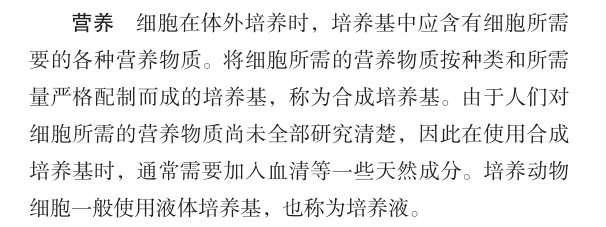 营养　细胞在体外培养时，培养基中应含有细胞所需
要的各种营养物质。将细胞所需的营养物质按种类和所需
量严格配制而成的培养基，称为合成培养基。由于人们对
细胞所需的营养物质尚未全部研究清楚，因此在使用合成
培养基时，通常需要加入血清等一些天然成分。培养动物
细胞一般使用液体培养基，也称为培养液。